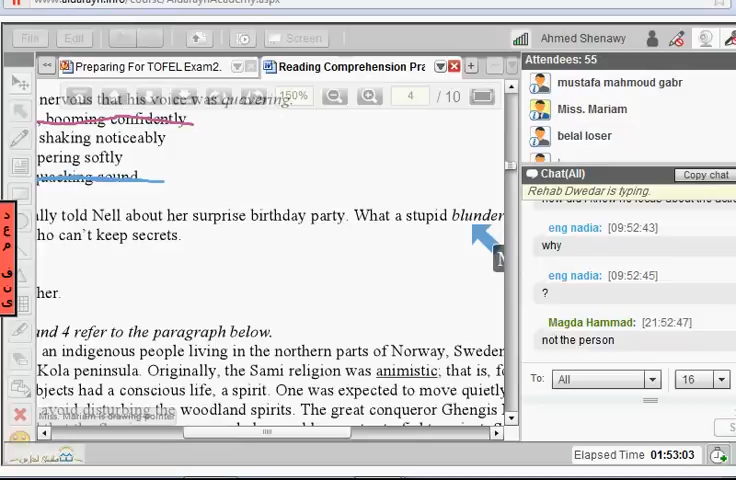 www.aldarayn.info/course/AldaraynAcademy.aspx
File Edit Screen Ahmed Shenawy
Attendees: 55
<< Preparing For TOFEL Exam2. Reading Comprehension Pra +
mustafa mahmoud gabr
Miss. Mariam
belal loser
150% 4 / 10
nervous that his voice was quavering.
, booming confidently
shaking noticeably
pering softly
quacking sound
ally told Nell about her surprise birthday party. What a stupid blunder
ho can't keep secrets.
her.
and 4 refer to the paragraph below.
an indigenous people living in the northern parts of Norway, Sweden
Kola peninsula. Originally, the Sami religion was animistic; that is, fo
bjects had a conscious life, a spirit. One was expected to move quietly
avoid disturbing the woodland spirits. The great conqueror Ghengis
Miss. Mariam is drawing pointer
Chat(All) Copy chat
Rehab Dwedar is typing.
eng nadia: [09:52:43]
why
eng nadia: [09:52:45]
?
Magda Hammad: [21:52:47]
not the person
To: All 16
Elapsed Time 01:53:03